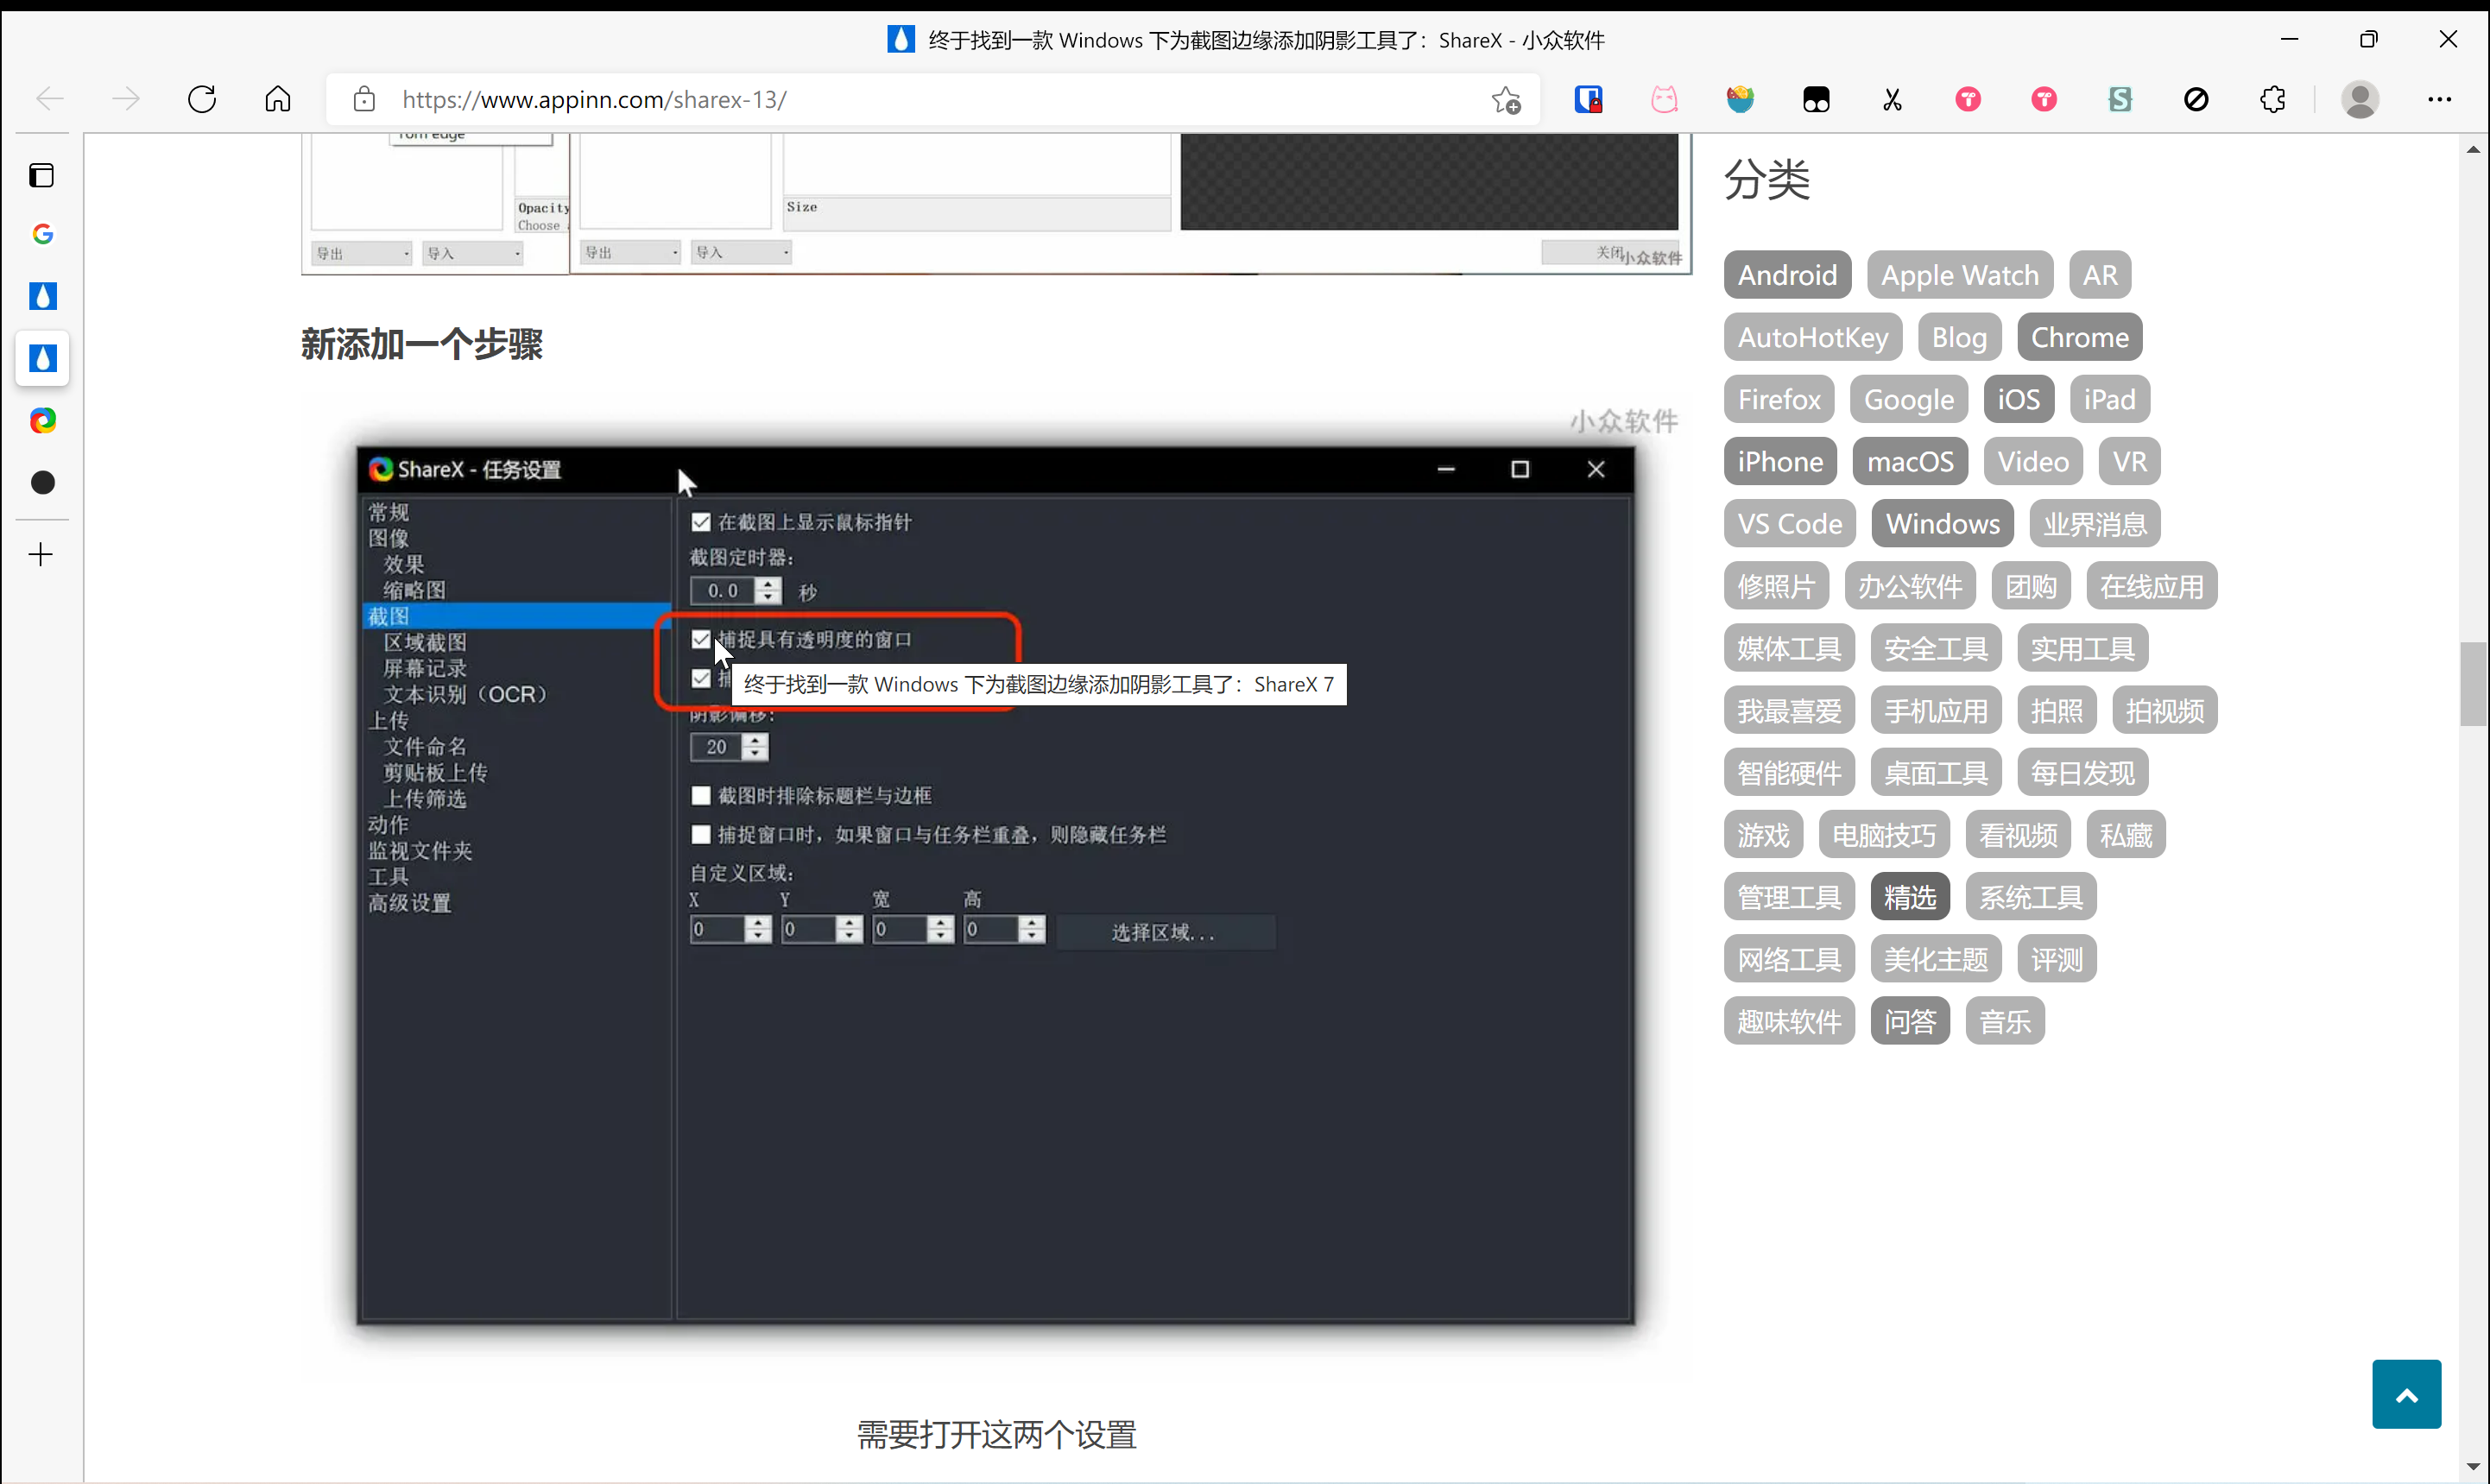 终于找到一款 Windows 下为截图边缘添加阴影工具了：ShareX - 小众软件
https://www.appinn.com/sharex-13/
Torn edge
Opacity
Choose
Size
导出
导入
导出
导入
关闭
小众软件
新添加一个步骤
小众软件
ShareX - 任务设置
常规
图像
效果
缩略图
截图
区域截图
屏幕记录
文本识别（OCR）
上传
文件命名
剪贴板上传
上传筛选
动作
监视文件夹
工具
高级设置
在截图上显示鼠标指针
截图定时器：
0.0 秒
捕捉具有透明度的窗口
终于找到一款 Windows 下为截图边缘添加阴影工具了：ShareX 7
阴影偏移：
20
截图时排除标题栏与边框
捕捉窗口时，如果窗口与任务栏重叠，则隐藏任务栏
自定义区域：
X Y 宽 高
0 0 0 0 选择区域...
需要打开这两个设置
分类
Android Apple Watch AR
AutoHotKey Blog Chrome
Firefox Google iOS iPad
iPhone macOS Video VR
VS Code Windows 业界消息
修照片 办公软件 团购 在线应用
媒体工具 安全工具 实用工具
我最喜爱 手机应用 拍照 拍视频
智能硬件 桌面工具 每日发现
游戏 电脑技巧 看视频 私藏
管理工具 精选 系统工具
网络工具 美化主题 评测
趣味软件 问答 音乐